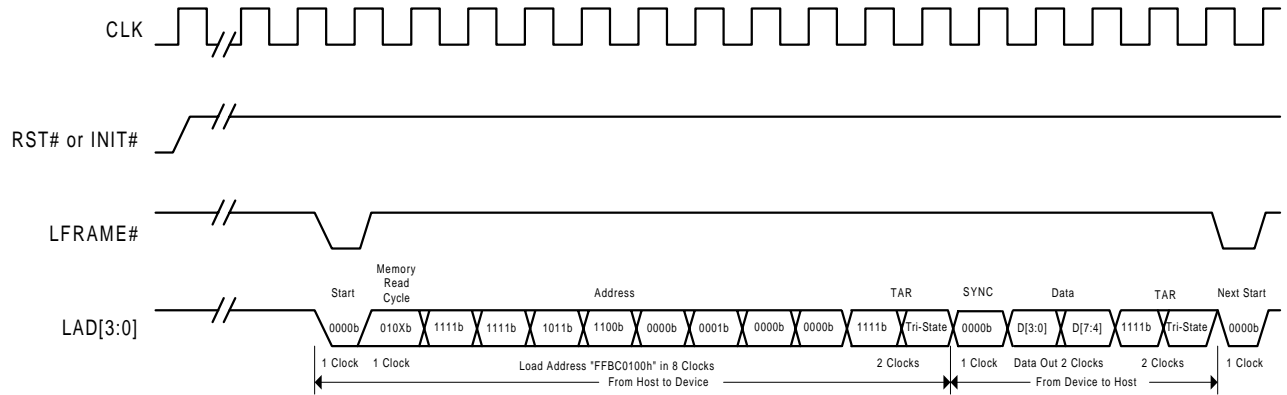 CLK
RST# or INIT#
LFRAME#
Memory
Read
Cycle
Start Address TAR SYNC Data TAR Next Start
LAD[3:0] 0000b 010Xb 1111b 1111b 1011b 1100b 0000b 0001b 0000b 0000b 1111b Tri-State 0000b D[3:0] D[7:4] 1111b Tri-State 0000b
1 Clock 1 Clock Load Address "FFBC0100h" in 8 Clocks 2 Clocks 1 Clock Data Out 2 Clocks 2 Clocks 1 Clock
From Host to Device From Device to Host